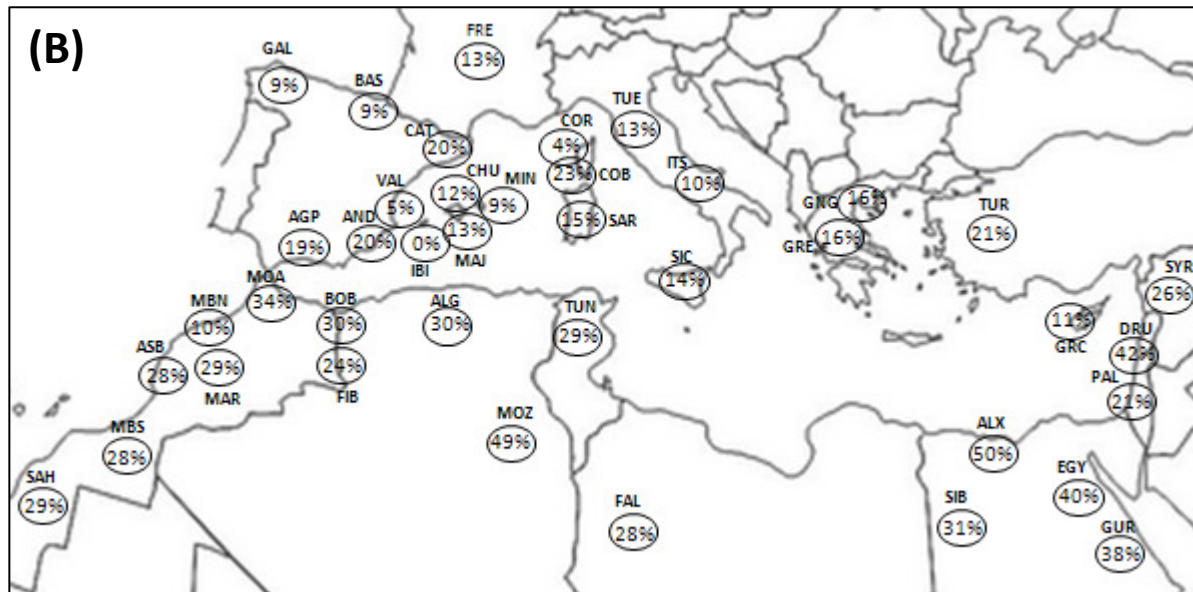 (B)
GAL
9%
BAS
9%
FRE
13%
CAT
20%
COR
4%
TUE
13%
23%
COB
ITS
10%
CHU
12%
MIN
9%
VAL
5%
13%
MAJ
15%
SAR
AGP
19%
AND
20%
0%
IBI
GNG
16%
GRE
16%
TUR
21%
SIC
14%
MOA
34%
MBN
10%
BOB
30%
ALG
30%
TUN
29%
11%
GRC
SYR
26%
DRU
42%
ASB
28%
29%
MAR
24%
FIB
PAL
21%
MBS
28%
MOZ
49%
ALX
50%
SAH
29%
FAL
28%
SIB
31%
EGY
40%
GUR
38%